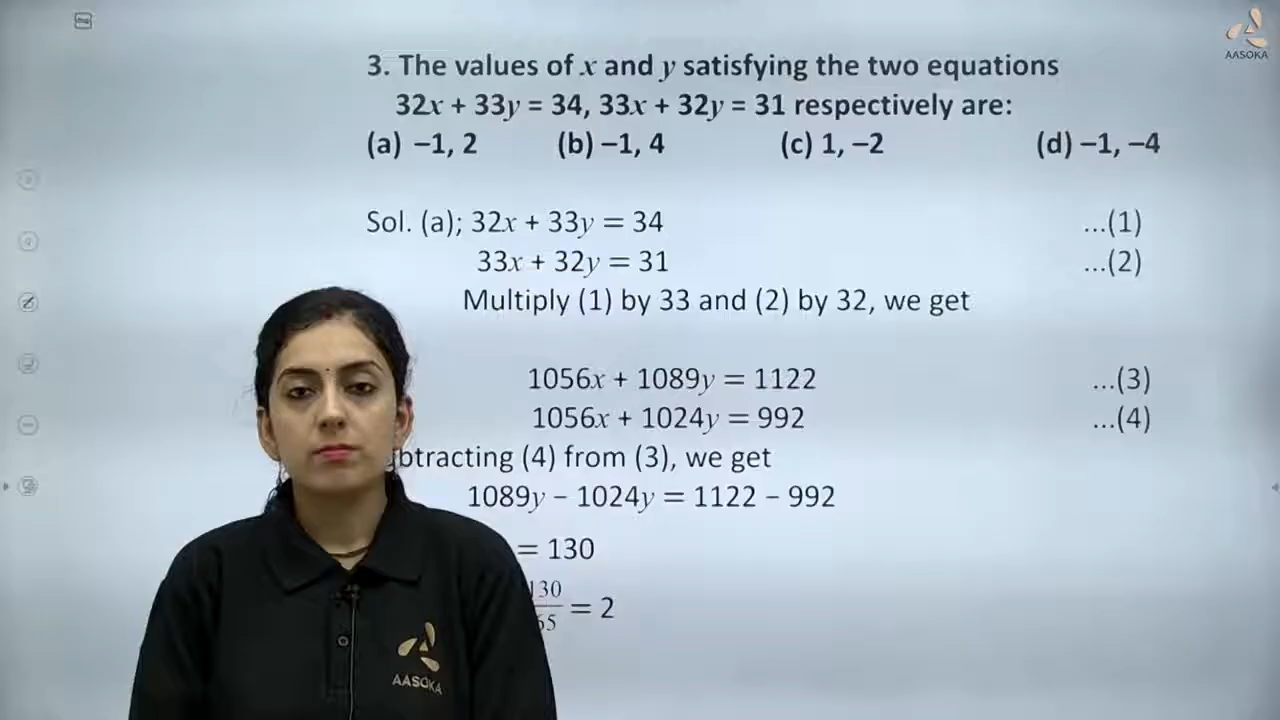 AASOKA
3. The values of x and y satisfying the two equations
32x + 33y = 34, 33x + 32y = 31 respectively are:
(a) –1, 2 (b) –1, 4 (c) 1, –2 (d) –1, –4
Sol. (a); 32x + 33y = 34 ...(1)
33x + 32y = 31 ...(2)
Multiply (1) by 33 and (2) by 32, we get
1056x + 1089y = 1122 ...(3)
1056x + 1024y = 992 ...(4)
btracting (4) from (3), we get
1089y – 1024y = 1122 – 992
= 130
130
65 = 2
AASOKA